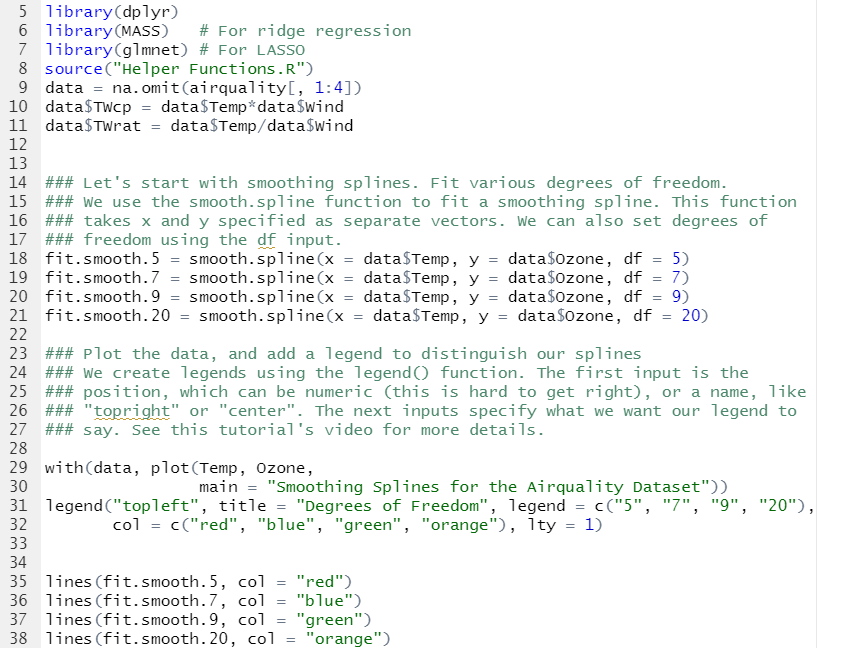 5 library(dplyr)
6 library(MASS)   # For ridge regression
7 library(glmnet) # For LASSO
8 source("Helper Functions.R")
9 data = na.omit(airquality[, 1:4])
10 data$TWcp = data$Temp*data$Wind
11 data$TWrat = data$Temp/data$Wind
12
13
14 ### Let's start with smoothing splines. Fit various degrees of freedom.
15 ### We use the smooth.spline function to fit a smoothing spline. This function
16 ### takes x and y specified as separate vectors. We can also set degrees of
17 ### freedom using the df input.
18 fit.smooth.5 = smooth.spline(x = data$Temp, y = data$Ozone, df = 5)
19 fit.smooth.7 = smooth.spline(x = data$Temp, y = data$Ozone, df = 7)
20 fit.smooth.9 = smooth.spline(x = data$Temp, y = data$Ozone, df = 9)
21 fit.smooth.20 = smooth.spline(x = data$Temp, y = data$Ozone, df = 20)
22
23 ### Plot the data, and add a legend to distinguish our splines
24 ### We create legends using the legend() function. The first input is the
25 ### position, which can be numeric (this is hard to get right), or a name, like
26 ### "topright" or "center". The next inputs specify what we want our legend to
27 ### say. See this tutorial's video for more details.
28
29 with(data, plot(Temp, Ozone,
30                 main = "Smoothing Splines for the Airquality Dataset"))
31 legend("topleft", title = "Degrees of Freedom", legend = c("5", "7", "9", "20"),
32        col = c("red", "blue", "green", "orange"), lty = 1)
33
34
35 lines(fit.smooth.5, col = "red")
36 lines(fit.smooth.7, col = "blue")
37 lines(fit.smooth.9, col = "green")
38 lines(fit.smooth.20, col = "orange")